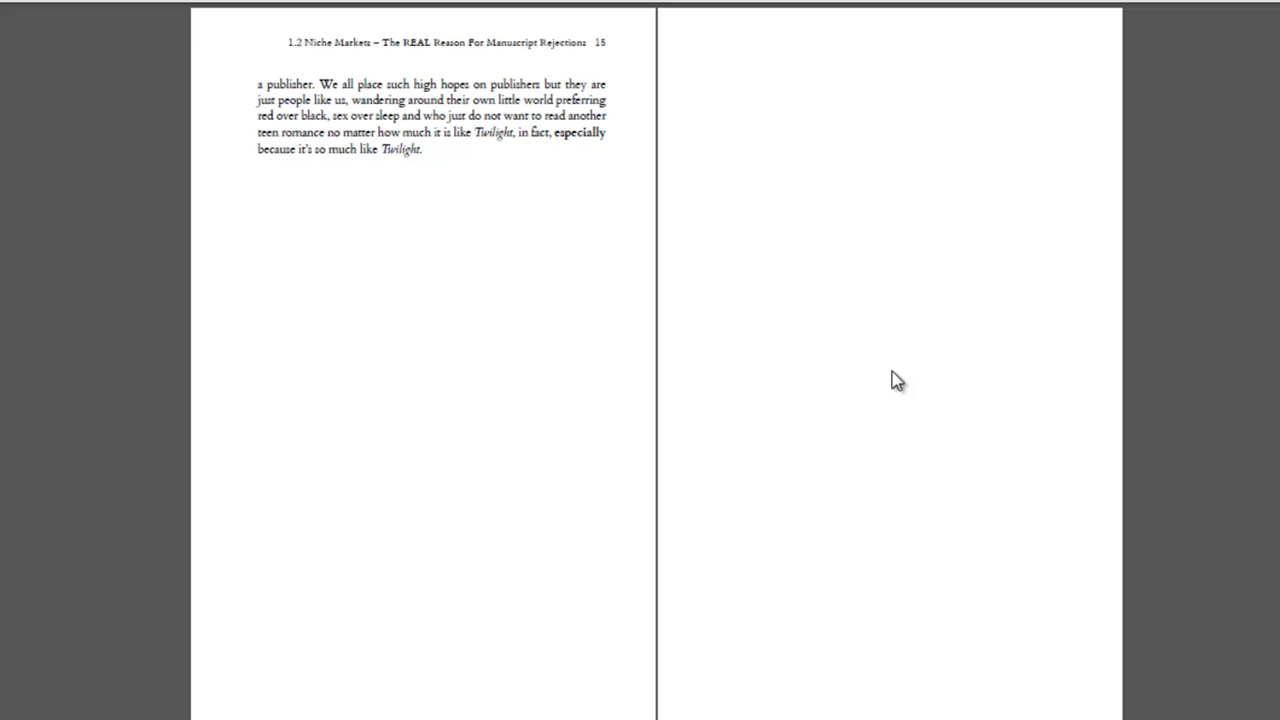 1.2 Niche Markets – The REAL Reason For Manuscript Rejections 15
a publisher. We all place such high hopes on publishers but they are
just people like us, wandering around their own little world preferring
red over black, sex over sleep and who just do not want to read another
teen romance no matter how much it is like Twilight, in fact, especially
because it's so much like Twilight.